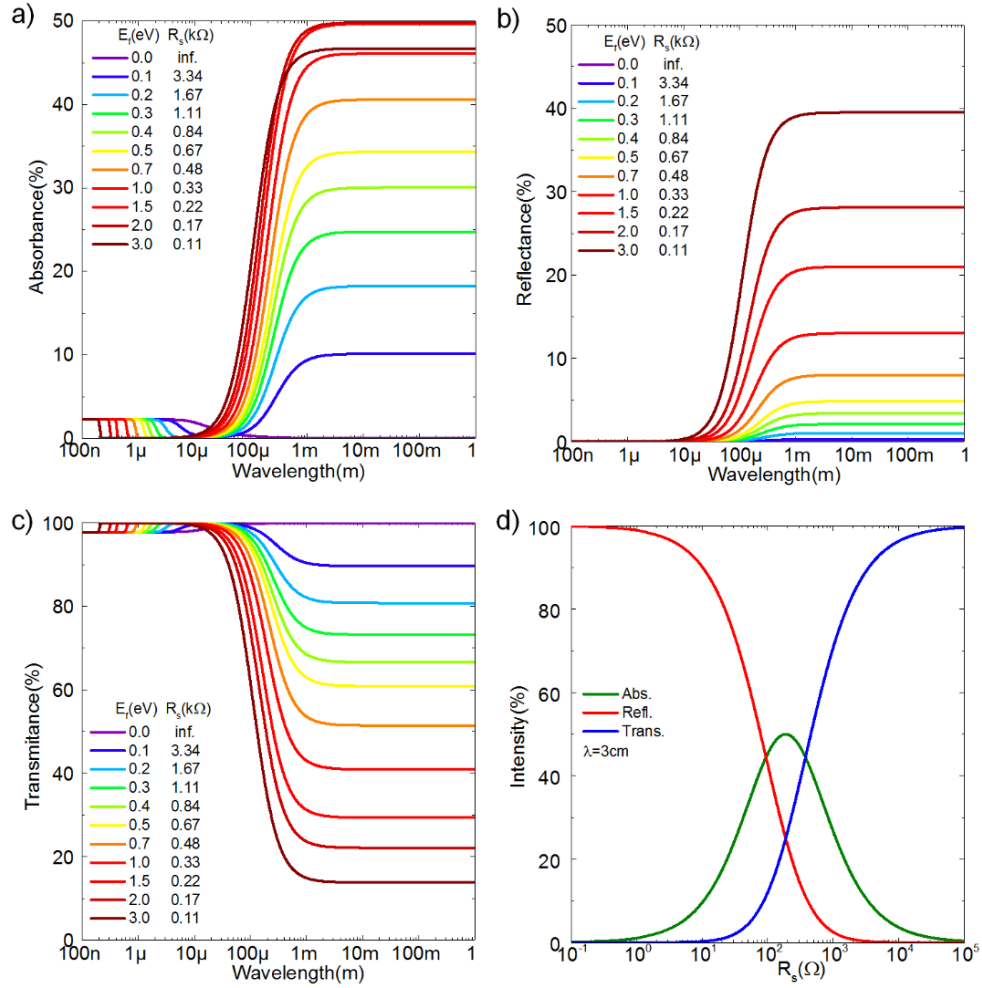 a)
E_f(eV) R_s(kΩ)
0.0 inf.
0.1 3.34
0.2 1.67
0.3 1.11
0.4 0.84
0.5 0.67
0.7 0.48
1.0 0.33
1.5 0.22
2.0 0.17
3.0 0.11
Absorbance(%)
50
40
30
20
10
0
100n 1µ 10µ 100µ 1m 10m 100m 1
Wavelength(m)
b)
E_f(eV) R_s(kΩ)
0.0 inf.
0.1 3.34
0.2 1.67
0.3 1.11
0.4 0.84
0.5 0.67
0.7 0.48
1.0 0.33
1.5 0.22
2.0 0.17
3.0 0.11
Reflectance(%)
50
40
30
20
10
0
100n 1µ 10µ 100µ 1m 10m 100m 1
Wavelength(m)
c)
Transmitance(%)
100
80
60
40
20
0
E_f(eV) R_s(kΩ)
0.0 inf.
0.1 3.34
0.2 1.67
0.3 1.11
0.4 0.84
0.5 0.67
0.7 0.48
1.0 0.33
1.5 0.22
2.0 0.17
3.0 0.11
100n 1µ 10µ 100µ 1m 10m 100m 1
Wavelength(m)
d)
Intensity(%)
100
80
60
40
20
0
Abs.
Refl.
Trans.
λ=3cm
10⁻¹ 10⁰ 10¹ 10² 10³ 10⁴ 10⁵
R_s(Ω)